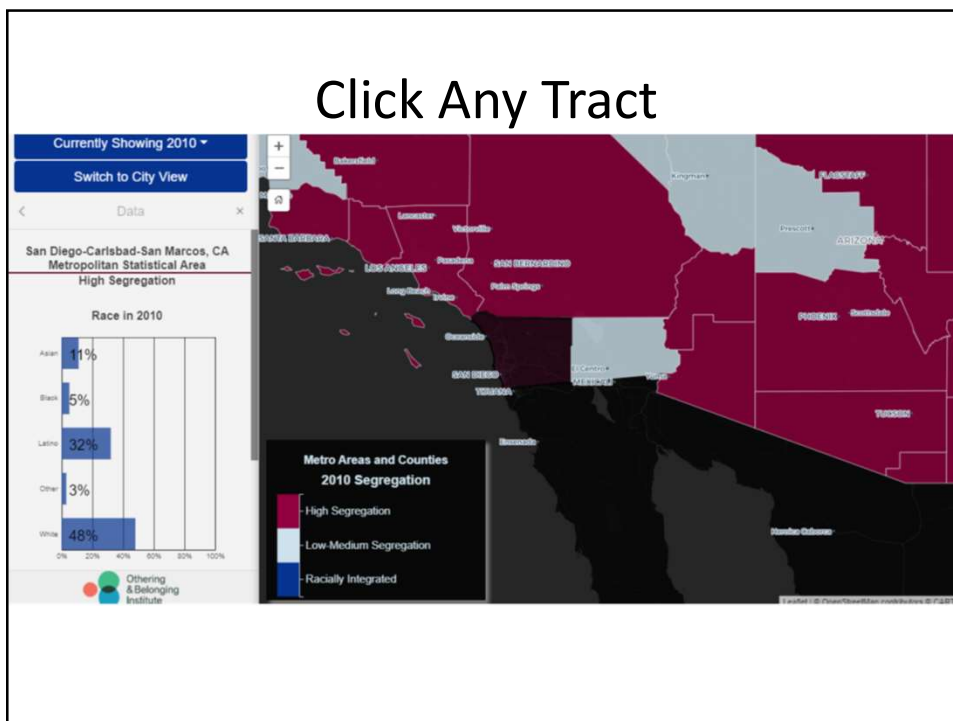 Click Any Tract
Currently Showing 2010
Switch to City View
Data
San Diego-Carlsbad-San Marcos, CA
Metropolitan Statistical Area
High Segregation
Race in 2010
Asian 11%
Black 5%
Latino 32%
Other 3%
White 48%
0% 20% 40% 60% 80% 100%
Othering
&Belonging
Institute
+
−
Bakersfield
Kingman
FLAGSTAFF
Lancaster
Victorville
Prescott
ARIZONA
SANTA BARBARA
LOS ANGELES
Pasadena
SAN BERNARDINO
Long Beach
Irvine
Palm Springs
PHOENIX
Scottsdale
Oceanside
SAN DIEGO
El Centro
MEXICALI
TIJUANA
TUCSON
Ensenada
Heroica Caborca
Metro Areas and Counties
2010 Segregation
High Segregation
Low-Medium Segregation
Racially Integrated
Leaflet | © OpenStreetMap contributors © CART